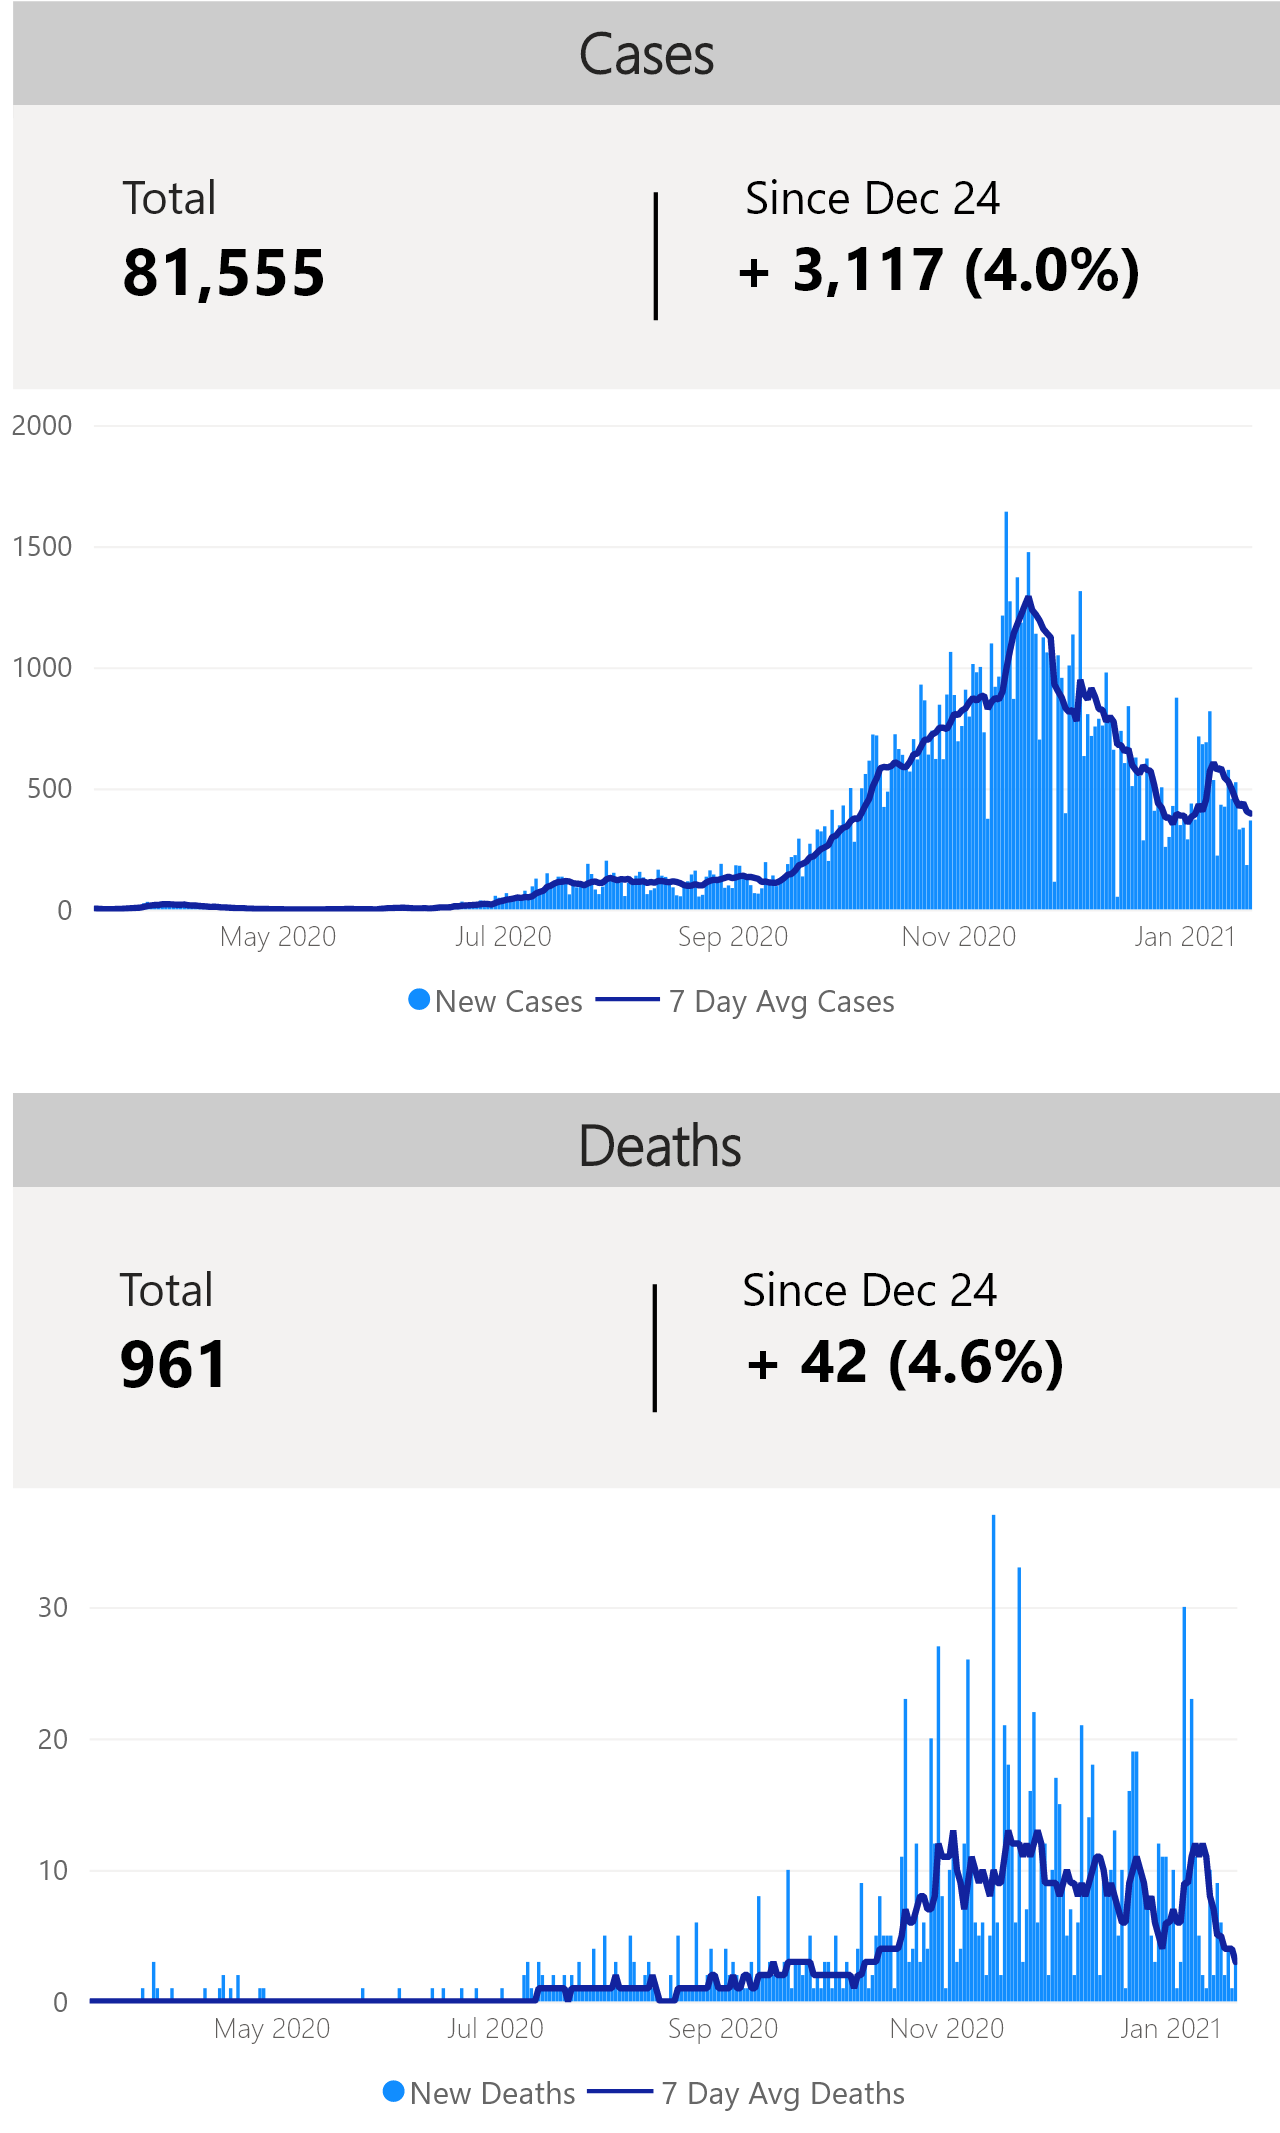 Cases
Total
Since Dec 24
81,555
+ 3,117 (4.0%)
2000
1500
1000
500
0
May 2020
Jul 2020
Sep 2020
Nov 2020
Jan 2021
New Cases
7 Day Avg Cases
Deaths
Total
Since Dec 24
961
+ 42 (4.6%)
30
20
10
0
May 2020
Jul 2020
Sep 2020
Nov 2020
Jan 2021
New Deaths
7 Day Avg Deaths